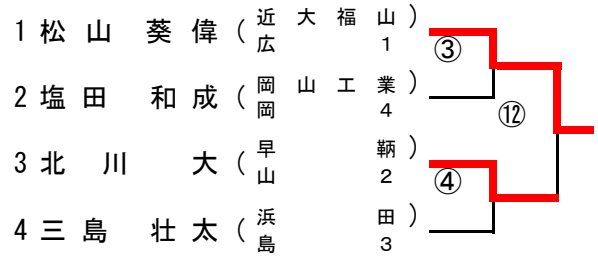 1 松山 葵偉 (近大福山 広1)
③
2 塩田 和成 (岡山工業 岡4)
⑫
3 北川 大 (早鞆 山2)
④
4 三島 壮太 (浜田 島3)